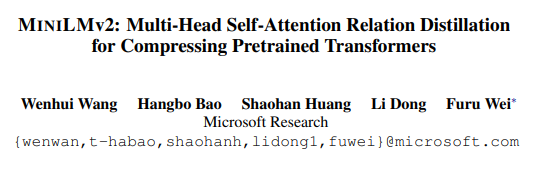 MINILMv2: Multi-Head Self-Attention Relation Distillation
for Compressing Pretrained Transformers
Wenhui Wang Hangbo Bao Shaohan Huang Li Dong Furu Wei*
Microsoft Research
{wenwan,t-habao,shaohanh,lidong1,fuwei}@microsoft.com